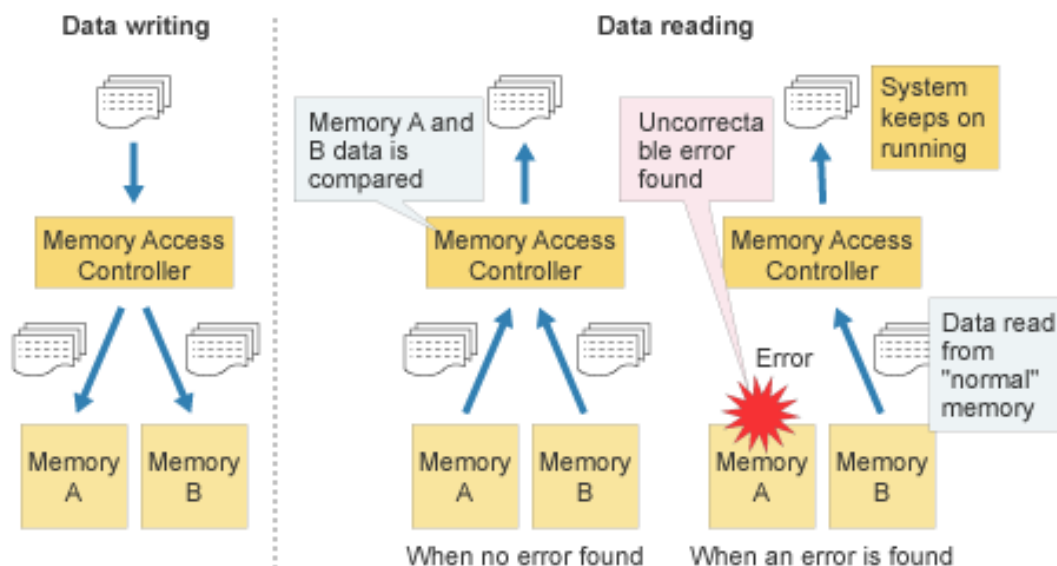 Data writing
Memory Access
Controller
Memory
A
Memory
B
Data reading
Memory A and
B data is
compared
Memory Access
Controller
Memory
A
Memory
B
When no error found
Uncorrecta
ble error
found
System
keeps on
running
Memory Access
Controller
Error
Data read
from
"normal"
memory
Memory
A
Memory
B
When an error is found